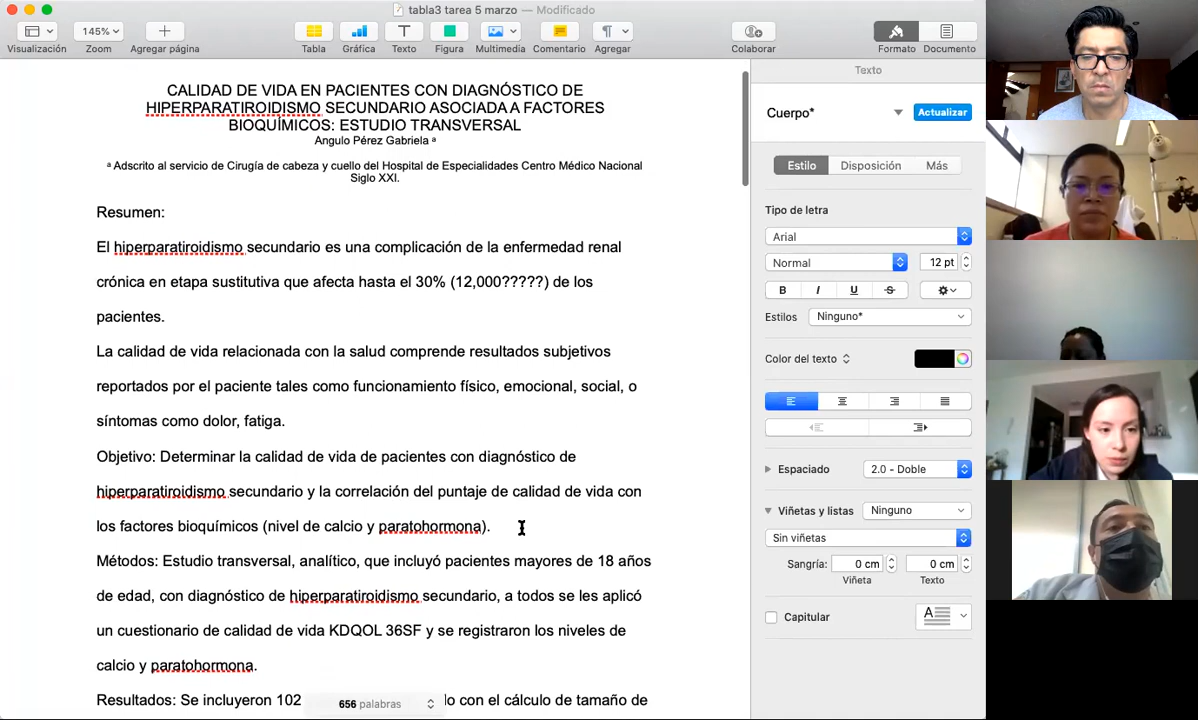 tabla3 tarea 5 marzo — Modificado
145%
Visualización
Zoom
Agregar página
Tabla
Gráfica
Texto
Figura
Multimedia
Comentario
Agregar
Colaborar
Formato
Documento
CALIDAD DE VIDA EN PACIENTES CON DIAGNÓSTICO DE
HIPERPARATIROIDISMO SECUNDARIO ASOCIADA A FACTORES
BIOQUÍMICOS: ESTUDIO TRANSVERSAL
Angulo Pérez Gabriela ª
ª Adscrito al servicio de Cirugía de cabeza y cuello del Hospital de Especialidades Centro Médico Nacional
Siglo XXI.
Resumen:
El hiperparatiroidismo secundario es una complicación de la enfermedad renal
crónica en etapa sustitutiva que afecta hasta el 30% (12,000?????) de los
pacientes.
La calidad de vida relacionada con la salud comprende resultados subjetivos
reportados por el paciente tales como funcionamiento físico, emocional, social, o
síntomas como dolor, fatiga.
Objetivo: Determinar la calidad de vida de pacientes con diagnóstico de
hiperparatiroidismo secundario y la correlación del puntaje de calidad de vida con
los factores bioquímicos (nivel de calcio y paratohormona).
Métodos: Estudio transversal, analítico, que incluyó pacientes mayores de 18 años
de edad, con diagnóstico de hiperparatiroidismo secundario, a todos se les aplicó
un cuestionario de calidad de vida KDQOL 36SF y se registraron los niveles de
calcio y paratohormona.
Resultados: Se incluyeron 102
lo con el cálculo de tamaño de
656 palabras
Texto
Cuerpo*
Actualizar
Estilo
Disposición
Más
Tipo de letra
Arial
Normal
12 pt
B I U S
Estilos
Ninguno*
Color del texto
Espaciado
2.0 - Doble
Viñetas y listas
Ninguno
Sin viñetas
Sangría:
0 cm
0 cm
Viñeta
Texto
Capitular
A